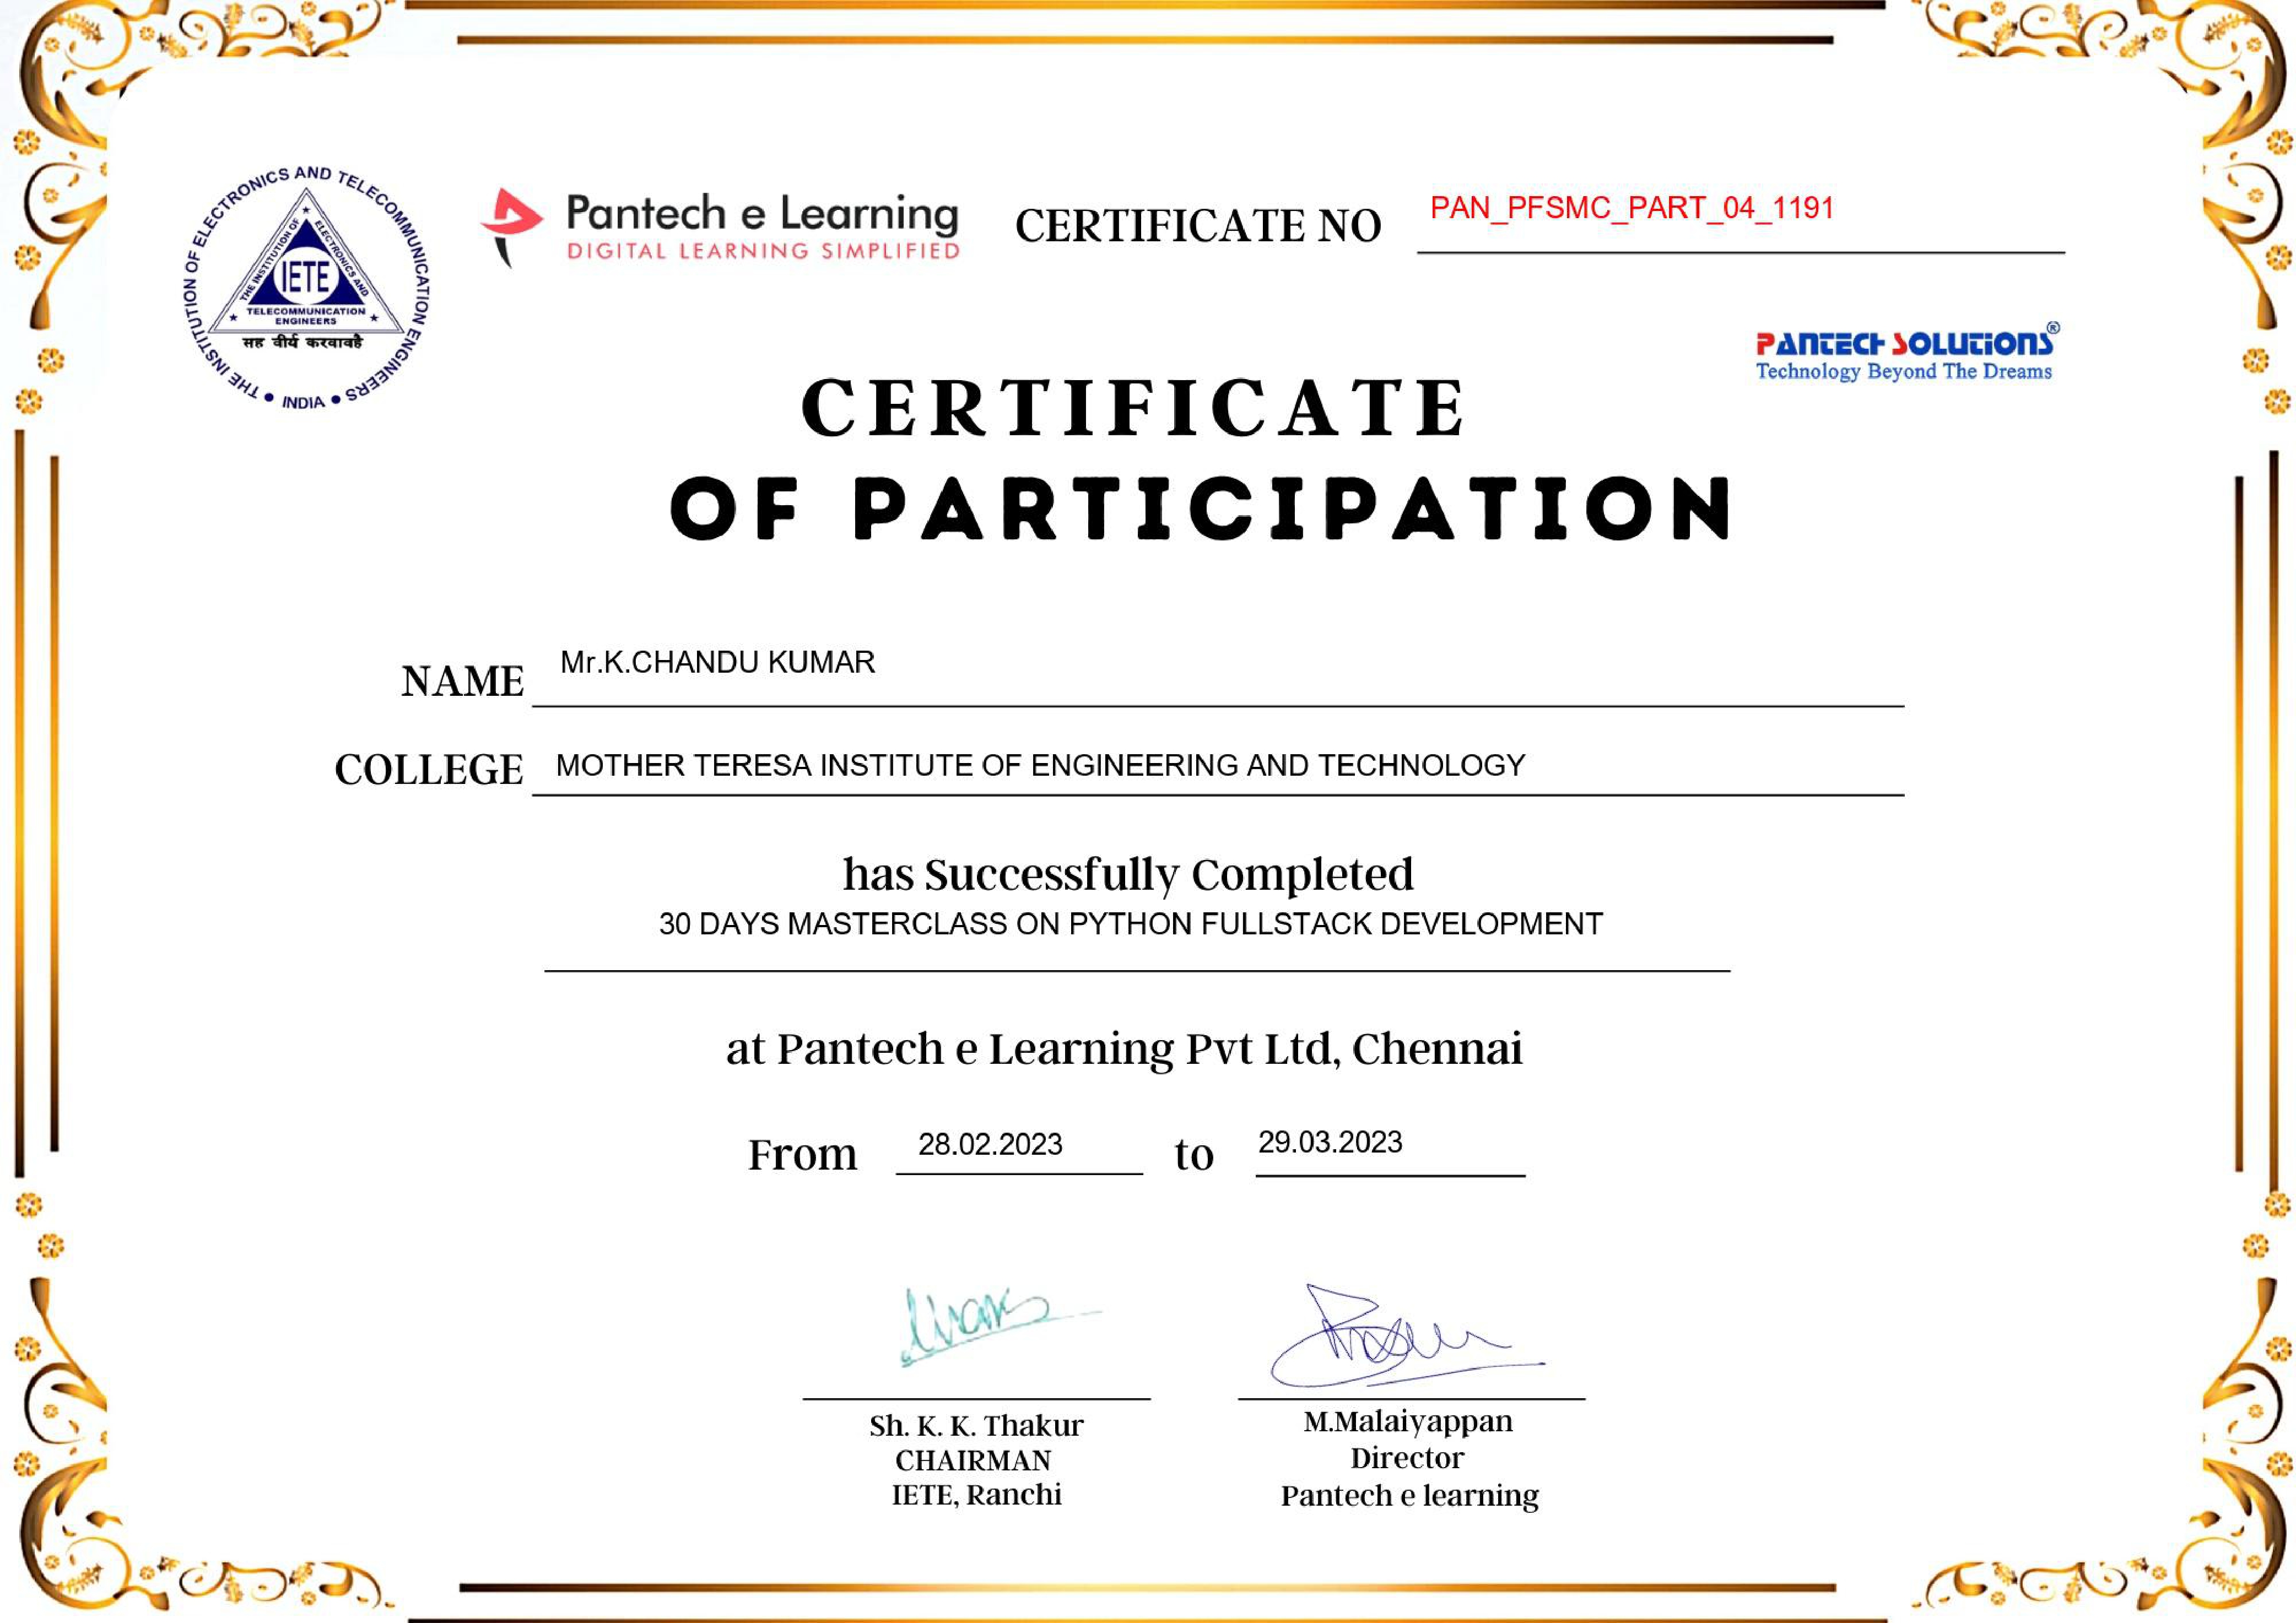 THE INSTITUTION OF ELECTRONICS AND TELECOMMUNICATION ENGINEERS • INDIA •
THE INSTITUTION OF
ELECTRONICS AND
IETE
TELECOMMUNICATION
ENGINEERS
सह वीर्य करवावहै
Pantech e Learning
DIGITAL LEARNING SIMPLIFIED
CERTIFICATE NO PAN_PFSMC_PART_04_1191
PANTECH SOLUTIONS®
Technology Beyond The Dreams
CERTIFICATE
OF PARTICIPATION
NAME Mr.K.CHANDU KUMAR
COLLEGE MOTHER TERESA INSTITUTE OF ENGINEERING AND TECHNOLOGY
has Successfully Completed
30 DAYS MASTERCLASS ON PYTHON FULLSTACK DEVELOPMENT
at Pantech e Learning Pvt Ltd, Chennai
From 28.02.2023 to 29.03.2023
Sh. K. K. Thakur
CHAIRMAN
IETE, Ranchi
M.Malaiyappan
Director
Pantech e learning